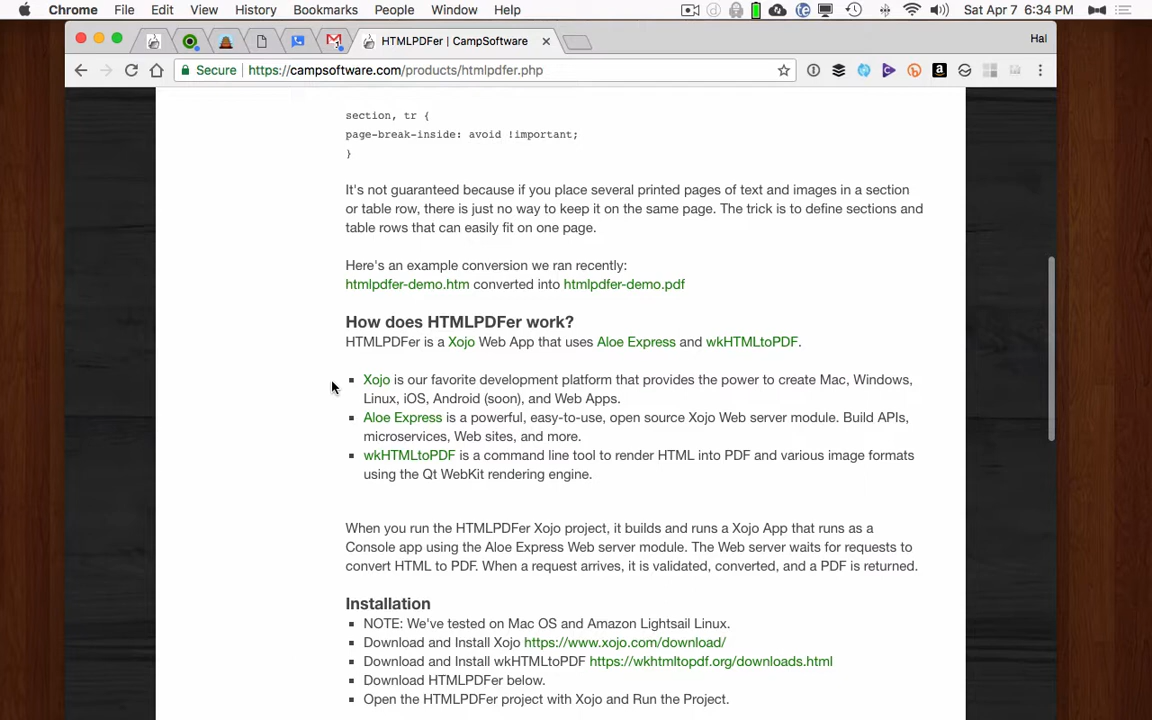 Chrome File Edit View History Bookmarks People Window Help Sat Apr 7 6:34 PM
HTMLPDFer | CampSoftware Hal
Secure https://campsoftware.com/products/htmlpdfer.php
section, tr {
page-break-inside: avoid !important;
}
It's not guaranteed because if you place several printed pages of text and images in a section
or table row, there is just no way to keep it on the same page. The trick is to define sections and
table rows that can easily fit on one page.
Here's an example conversion we ran recently:
htmlpdfer-demo.htm converted into htmlpdfer-demo.pdf
How does HTMLPDFer work?
HTMLPDFer is a Xojo Web App that uses Aloe Express and wkHTMLtoPDF.
Xojo is our favorite development platform that provides the power to create Mac, Windows,
Linux, iOS, Android (soon), and Web Apps.
Aloe Express is a powerful, easy-to-use, open source Xojo Web server module. Build APIs,
microservices, Web sites, and more.
wkHTMLtoPDF is a command line tool to render HTML into PDF and various image formats
using the Qt WebKit rendering engine.
When you run the HTMLPDFer Xojo project, it builds and runs a Xojo App that runs as a
Console app using the Aloe Express Web server module. The Web server waits for requests to
convert HTML to PDF. When a request arrives, it is validated, converted, and a PDF is returned.
Installation
NOTE: We've tested on Mac OS and Amazon Lightsail Linux.
Download and Install Xojo https://www.xojo.com/download/
Download and Install wkHTMLtoPDF https://wkhtmltopdf.org/downloads.html
Download HTMLPDFer below.
Open the HTMLPDFer project with Xojo and Run the Project.